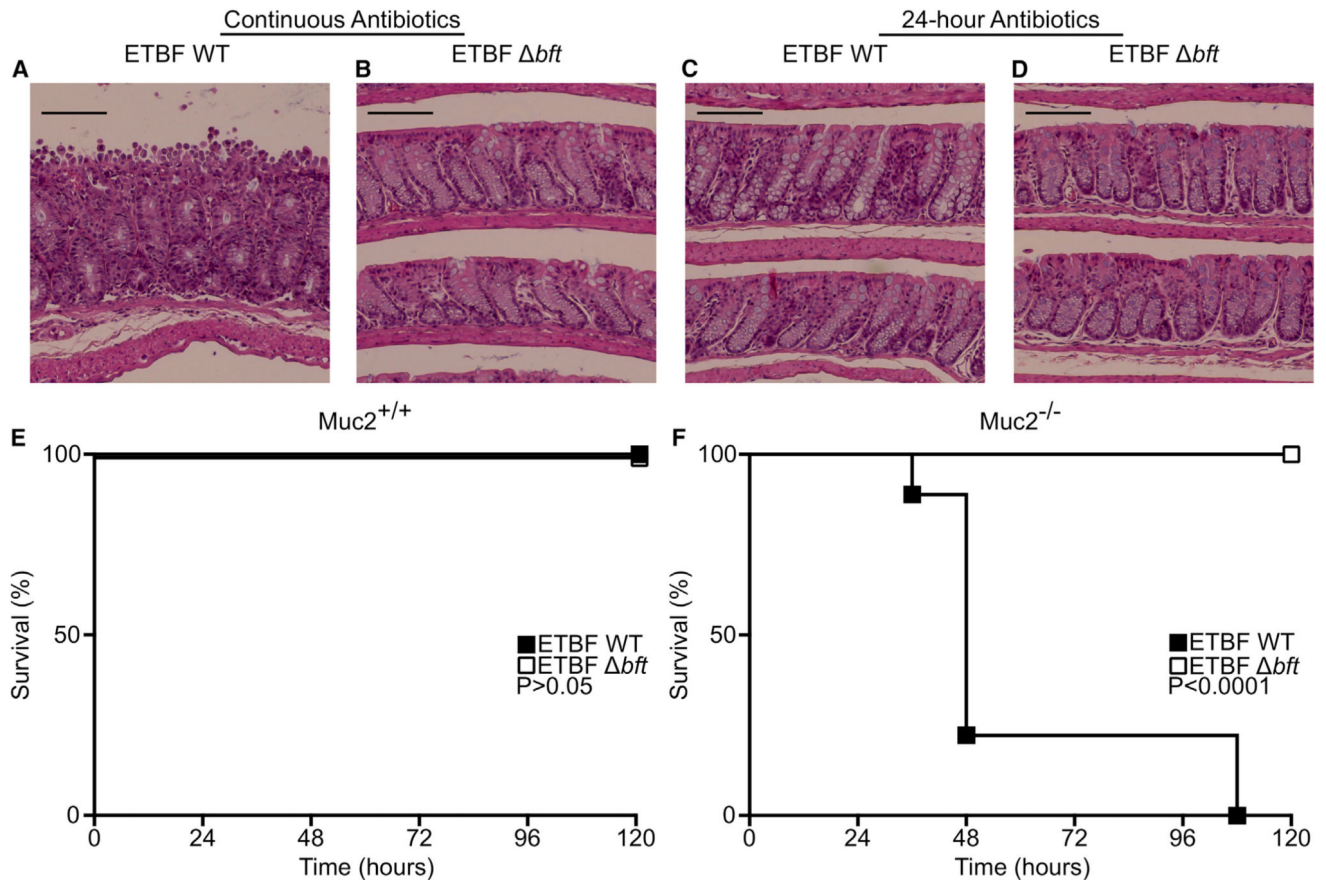 Continuous Antibiotics
24-hour Antibiotics
ETBF WT
ETBF Δbft
ETBF WT
ETBF Δbft
A
B
C
D
Muc2+/+
Muc2-/-
E
100
50
0
Survival (%)
ETBF WT
ETBF Δbft
P>0.05
0 24 48 72 96 120
Time (hours)
F
100
50
0
Survival (%)
ETBF WT
ETBF Δbft
P<0.0001
0 24 48 72 96 120
Time (hours)